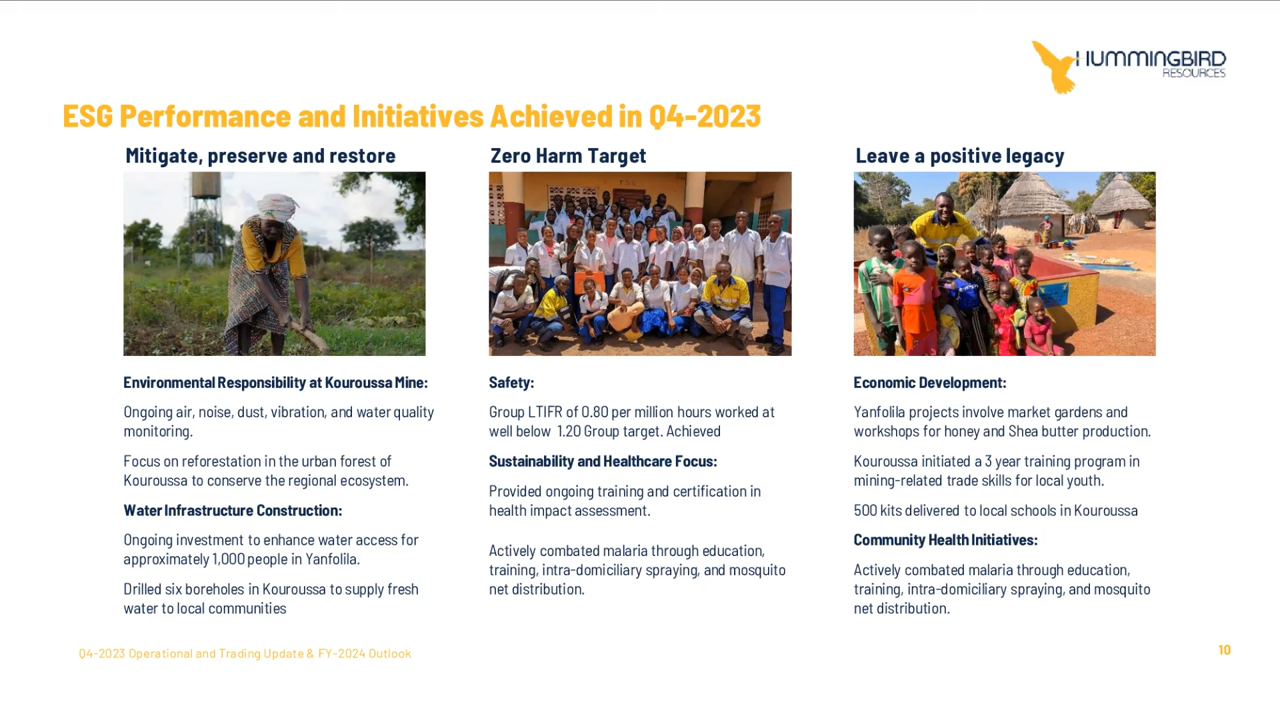 HUMMINGBIRD
RESOURCES
ESG Performance and Initiatives Achieved in Q4-2023
Mitigate, preserve and restore
Environmental Responsibility at Kouroussa Mine:
Ongoing air, noise, dust, vibration, and water quality
monitoring.
Focus on reforestation in the urban forest of
Kouroussa to conserve the regional ecosystem.
Water Infrastructure Construction:
Ongoing investment to enhance water access for
approximately 1,000 people in Yanfolila.
Drilled six boreholes in Kouroussa to supply fresh
water to local communities
Zero Harm Target
Safety:
Group LTIFR of 0.80 per million hours worked at
well below 1.20 Group target. Achieved
Sustainability and Healthcare Focus:
Provided ongoing training and certification in
health impact assessment.
Actively combated malaria through education,
training, intra-domiciliary spraying, and mosquito
net distribution.
Leave a positive legacy
Economic Development:
Yanfolila projects involve market gardens and
workshops for honey and Shea butter production.
Kouroussa initiated a 3 year training program in
mining-related trade skills for local youth.
500 kits delivered to local schools in Kouroussa
Community Health Initiatives:
Actively combated malaria through education,
training, intra-domiciliary spraying, and mosquito
net distribution.
Q4-2023 Operational and Trading Update & FY-2024 Outlook
10